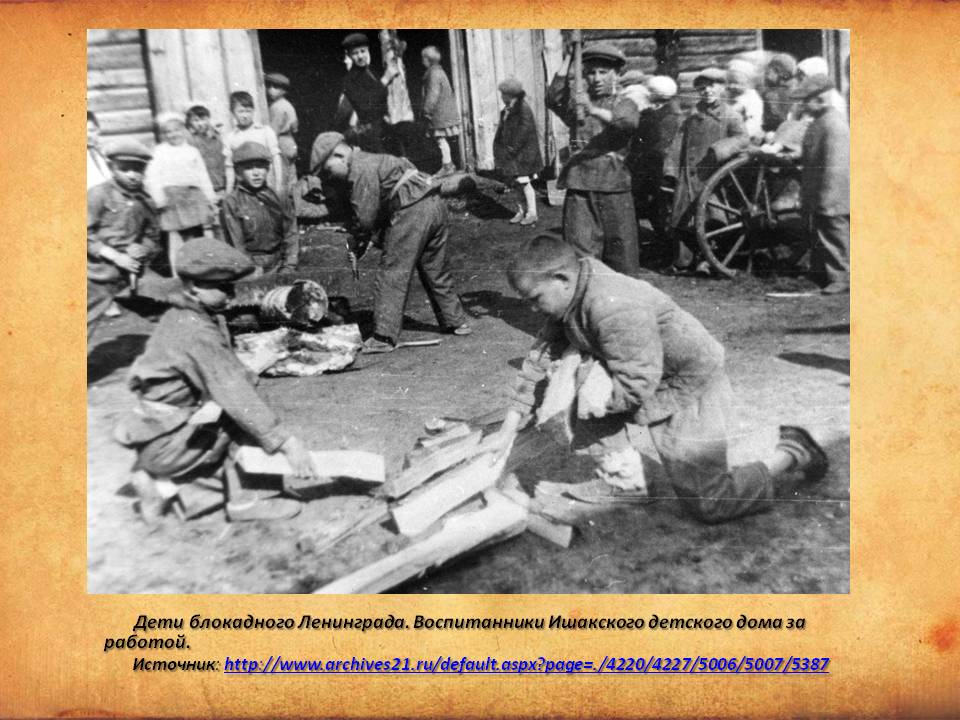 Дети блокадного Ленинграда. Воспитанники Ишакского детского дома за
работой.
Источник: http://www.archives21.ru/default.aspx?page=./4220/4227/5006/5007/5387